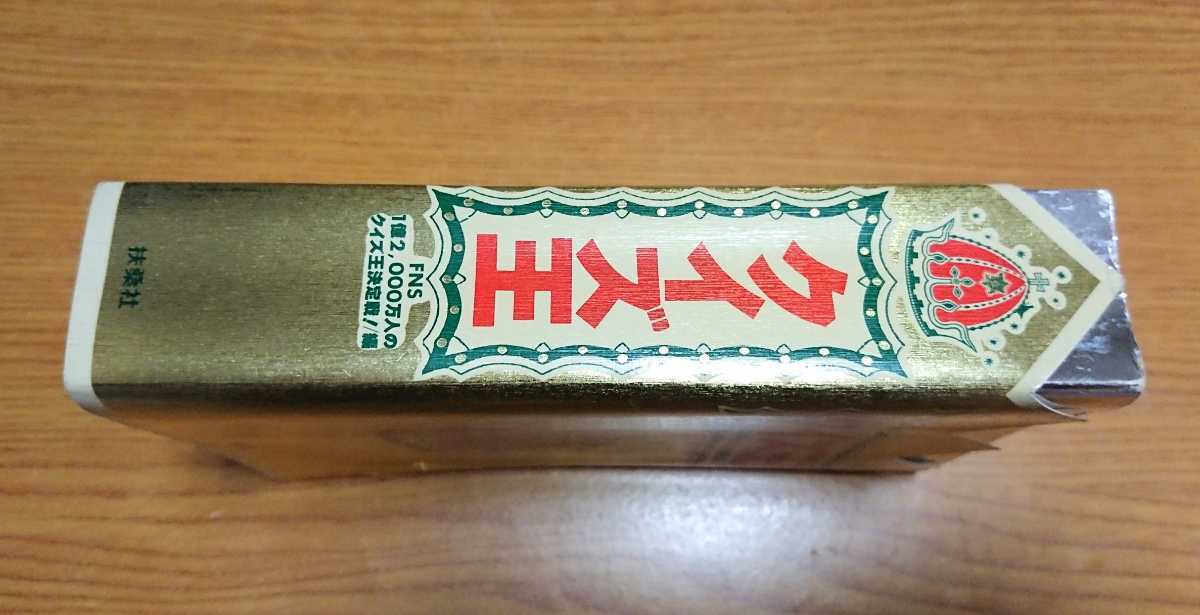 クイズ王
FNS
1億2,000万人の
クイズ王決定戦!/編
扶桑社